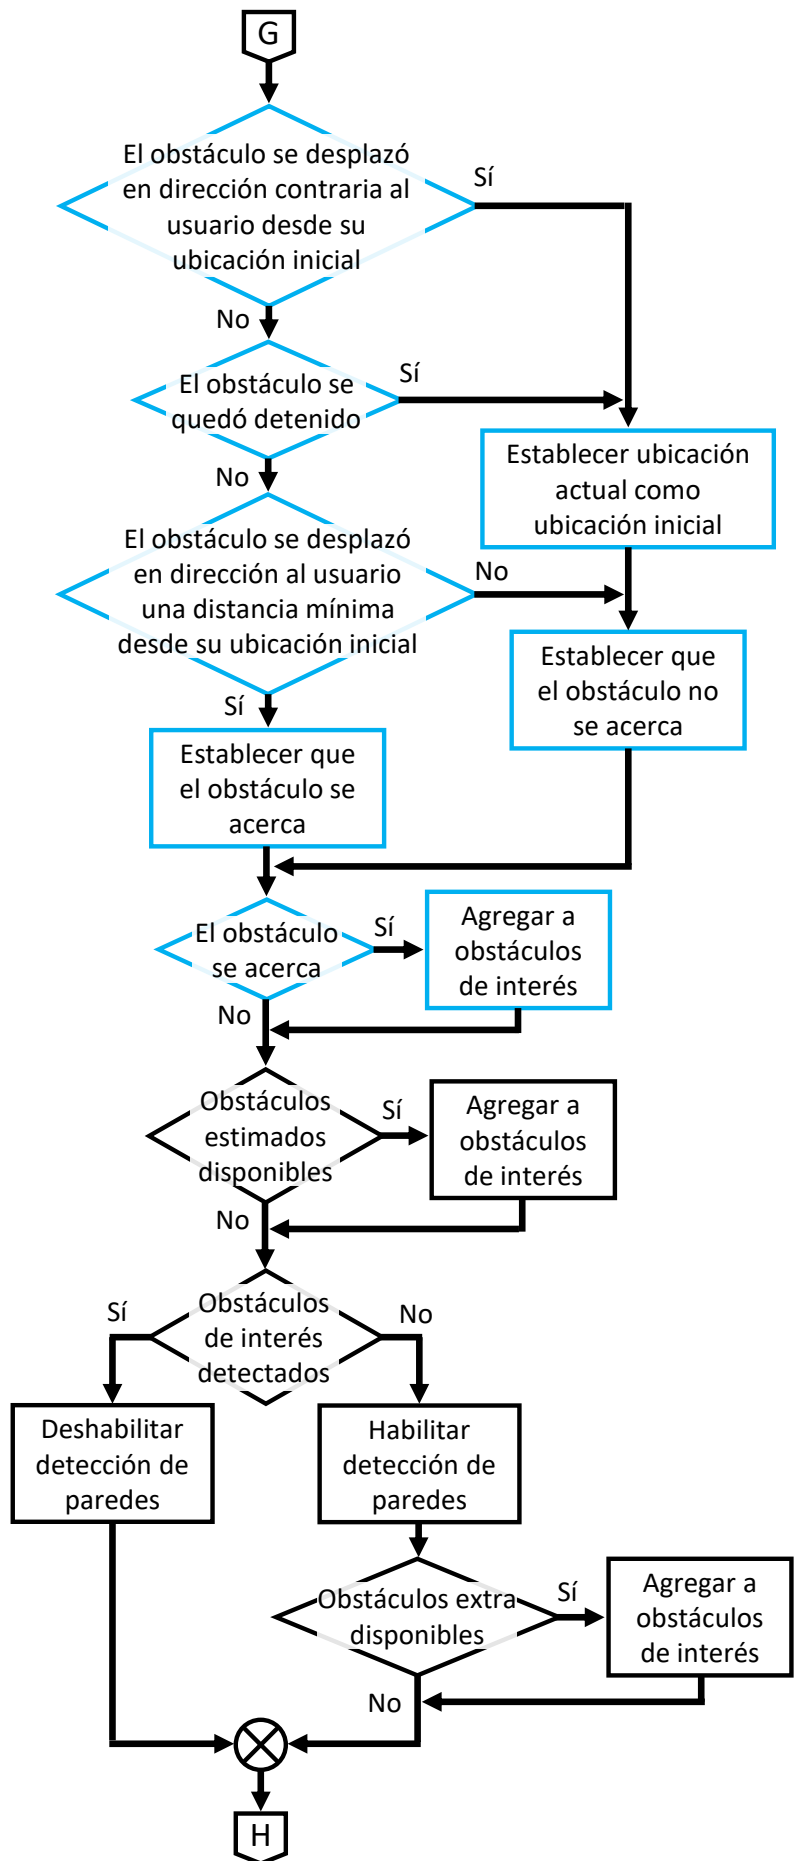 G
El obstáculo se desplazó
en dirección contraria al
usuario desde su
ubicación inicial
Sí
No
El obstáculo se
quedó detenido
Sí
No
Establecer ubicación
actual como
ubicación inicial
El obstáculo se desplazó
en dirección al usuario
una distancia mínima
desde su ubicación inicial
No
Sí
Establecer que
el obstáculo no
se acerca
Establecer que
el obstáculo se
acerca
El obstáculo
se acerca
Sí
No
Agregar a
obstáculos
de interés
Obstáculos
estimados
disponibles
Sí
No
Agregar a
obstáculos
de interés
Obstáculos
de interés
detectados
Sí
No
Deshabilitar
detección de
paredes
Habilitar
detección de
paredes
Obstáculos extra
disponibles
Sí
No
Agregar a
obstáculos
de interés
H